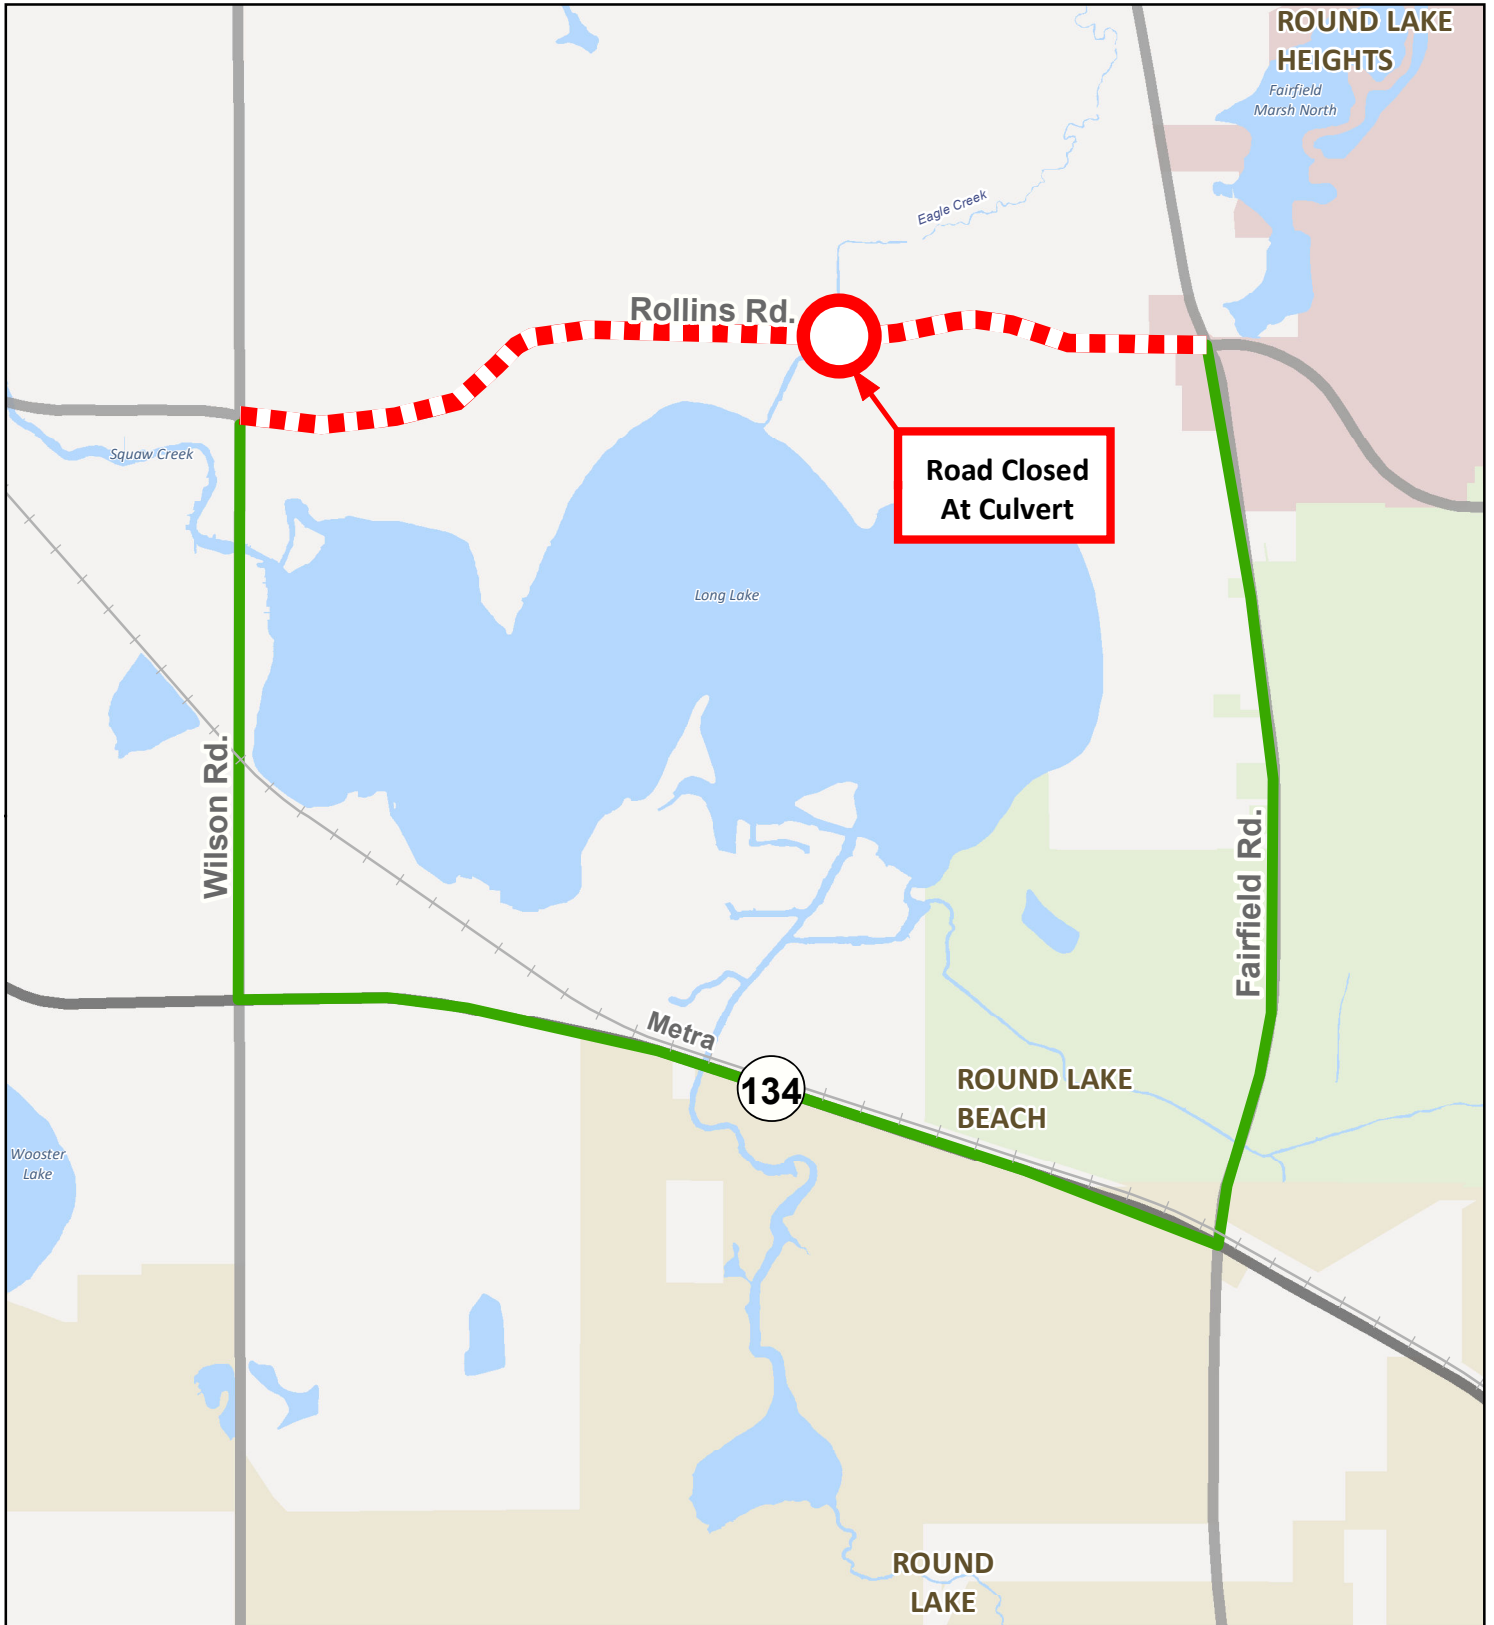 ROUND LAKE
HEIGHTS
Fairfield
Marsh North
Eagle Creek
Rollins Rd.
Squaw Creek
Road Closed
At Culvert
Long Lake
Wilson Rd.
Fairfield Rd.
Metra
134
ROUND LAKE
BEACH
Wooster
Lake
ROUND
LAKE